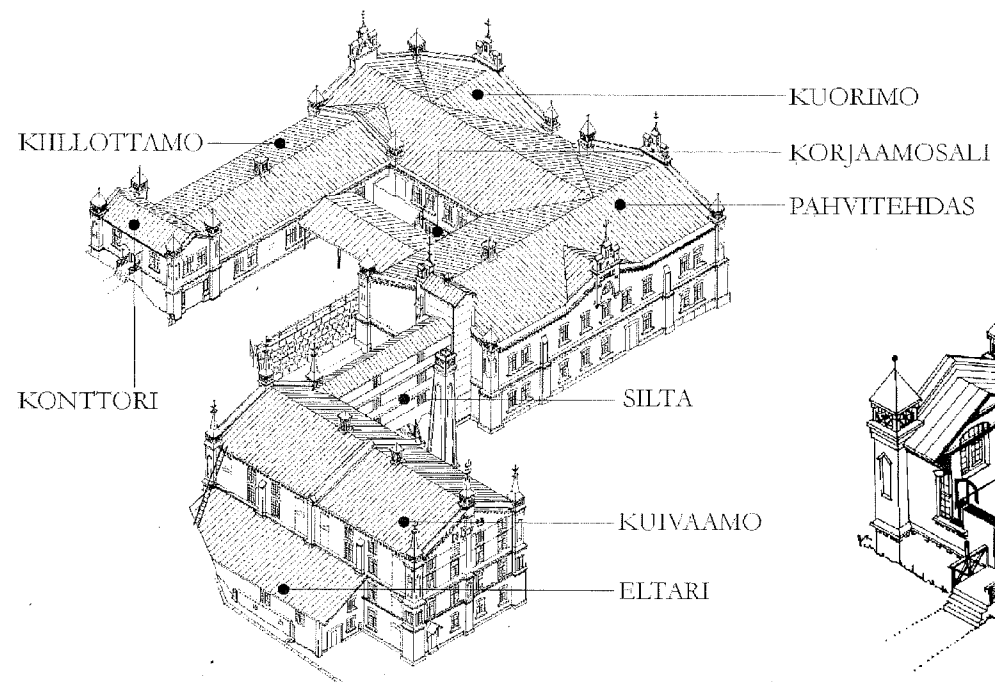 KUORIMO
KIILLOTTAMO
KORJAAMOSALI
PAHVITEHDAS
KONTTORI
SILTA
KUIVAAMO
ELTARI